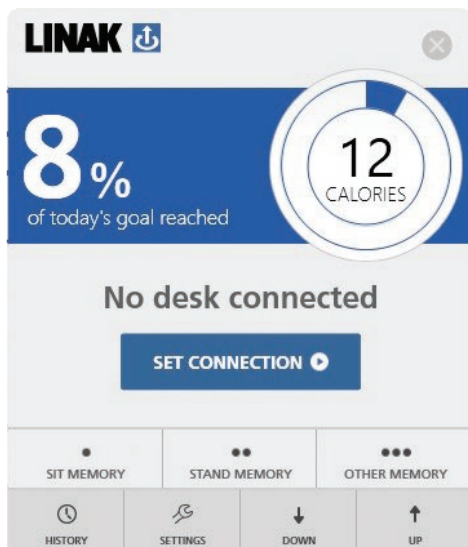 LINAK
8%
of today's goal reached
12
CALORIES
No desk connected
SET CONNECTION
SIT MEMORY
STAND MEMORY
OTHER MEMORY
HISTORY
SETTINGS
DOWN
UP